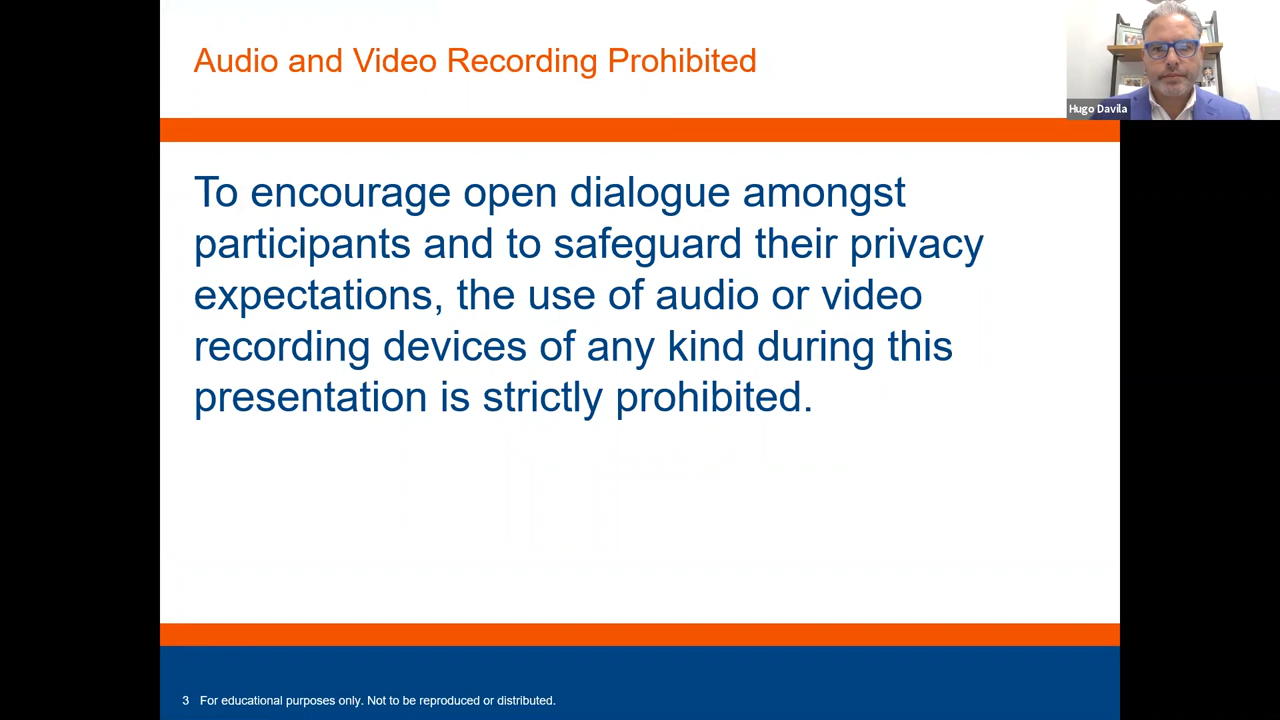 Audio and Video Recording Prohibited
Hugo Davila
To encourage open dialogue amongst
participants and to safeguard their privacy
expectations, the use of audio or video
recording devices of any kind during this
presentation is strictly prohibited.
3 For educational purposes only. Not to be reproduced or distributed.